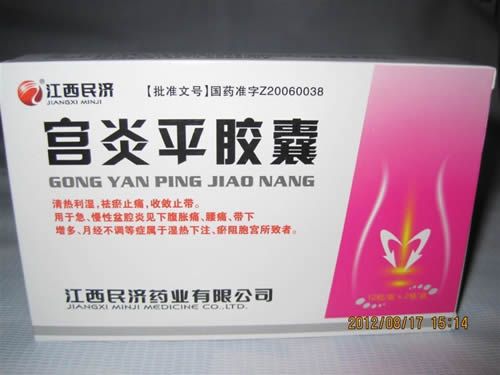 江西民济
JIANGXI MINJI
【批准文号】国药准字Z20060038
宫炎平胶囊
GONG YAN PING JIAO NANG
清热利湿，祛瘀止痛，收敛止带。
用于急、慢性盆腔炎见下腹胀痛、腰痛、带下
增多、月经不调等症属于湿热下注、瘀阻胞宫所致者。
江西民济药业有限公司
JIANGXI MINJI MEDICINE CO.,LTD.
2012/08/17 15:14